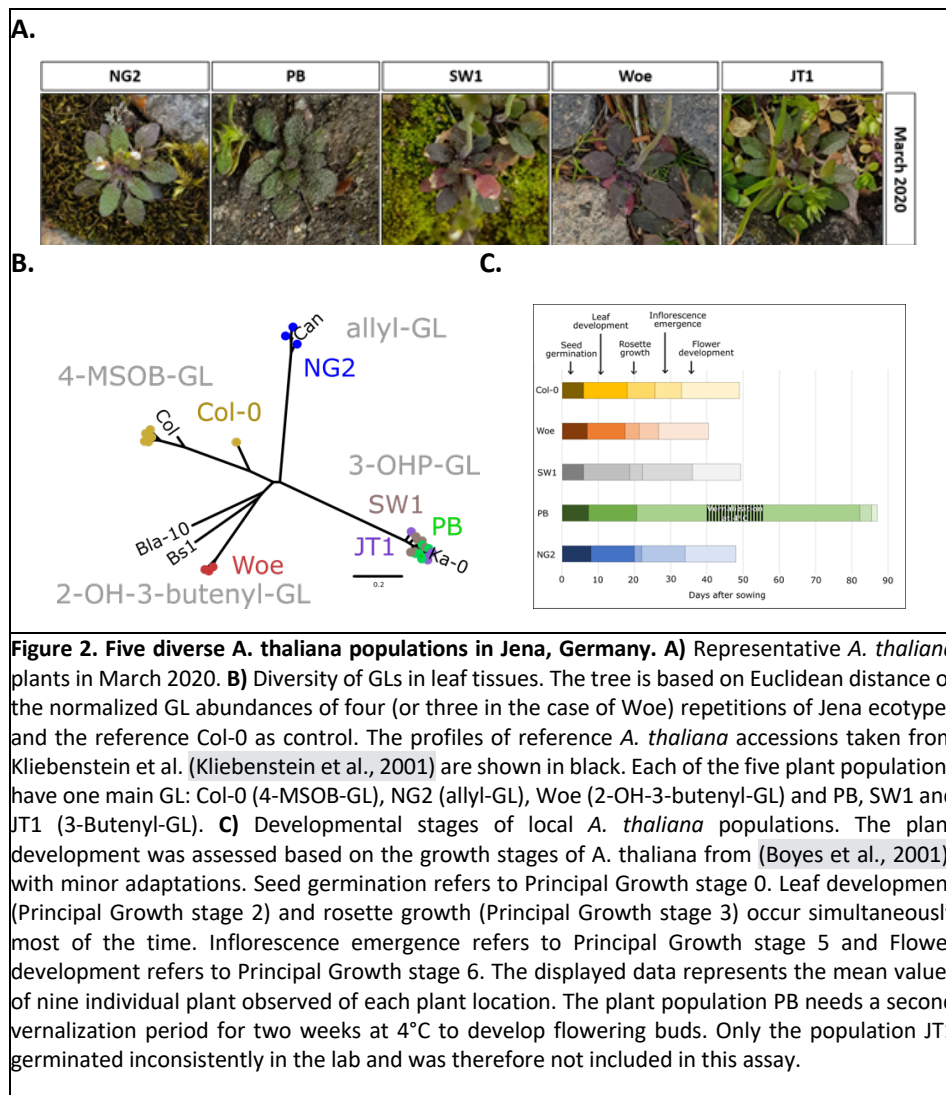 A.
NG2 PB SW1 Woe JT1
March 2020
B. C.
Can
allyl-GL
NG2
4-MSOB-GL
Col
Col-0
3-OHP-GL
SW1
PB
JT1
Ka-0
0.2
Bla-10
Bs1
Woe
2-OH-3-butenyl-GL
Leaf development
Inflorescence emergence
Seed germination
Rosette growth
Flower development
Col-0
Woe
SW1
PB
Vernalization
NG2
0 10 20 30 40 50 60 70 80 90
Days after sowing
Figure 2. Five diverse A. thaliana populations in Jena, Germany. A) Representative A. thaliana
plants in March 2020. B) Diversity of GLs in leaf tissues. The tree is based on Euclidean distance o
the normalized GL abundances of four (or three in the case of Woe) repetitions of Jena ecotype
and the reference Col-0 as control. The profiles of reference A. thaliana accessions taken from
Kliebenstein et al. (Kliebenstein et al., 2001) are shown in black. Each of the five plant population
have one main GL: Col-0 (4-MSOB-GL), NG2 (allyl-GL), Woe (2-OH-3-butenyl-GL) and PB, SW1 and
JT1 (3-Butenyl-GL). C) Developmental stages of local A. thaliana populations. The plan
development was assessed based on the growth stages of A. thaliana from (Boyes et al., 2001)
with minor adaptations. Seed germination refers to Principal Growth stage 0. Leaf developmen
(Principal Growth stage 2) and rosette growth (Principal Growth stage 3) occur simultaneousl
most of the time. Inflorescence emergence refers to Principal Growth stage 5 and Flowe
development refers to Principal Growth stage 6. The displayed data represents the mean value
of nine individual plant observed of each plant location. The plant population PB needs a second
vernalization period for two weeks at 4°C to develop flowering buds. Only the population JT1
germinated inconsistently in the lab and was therefore not included in this assay.